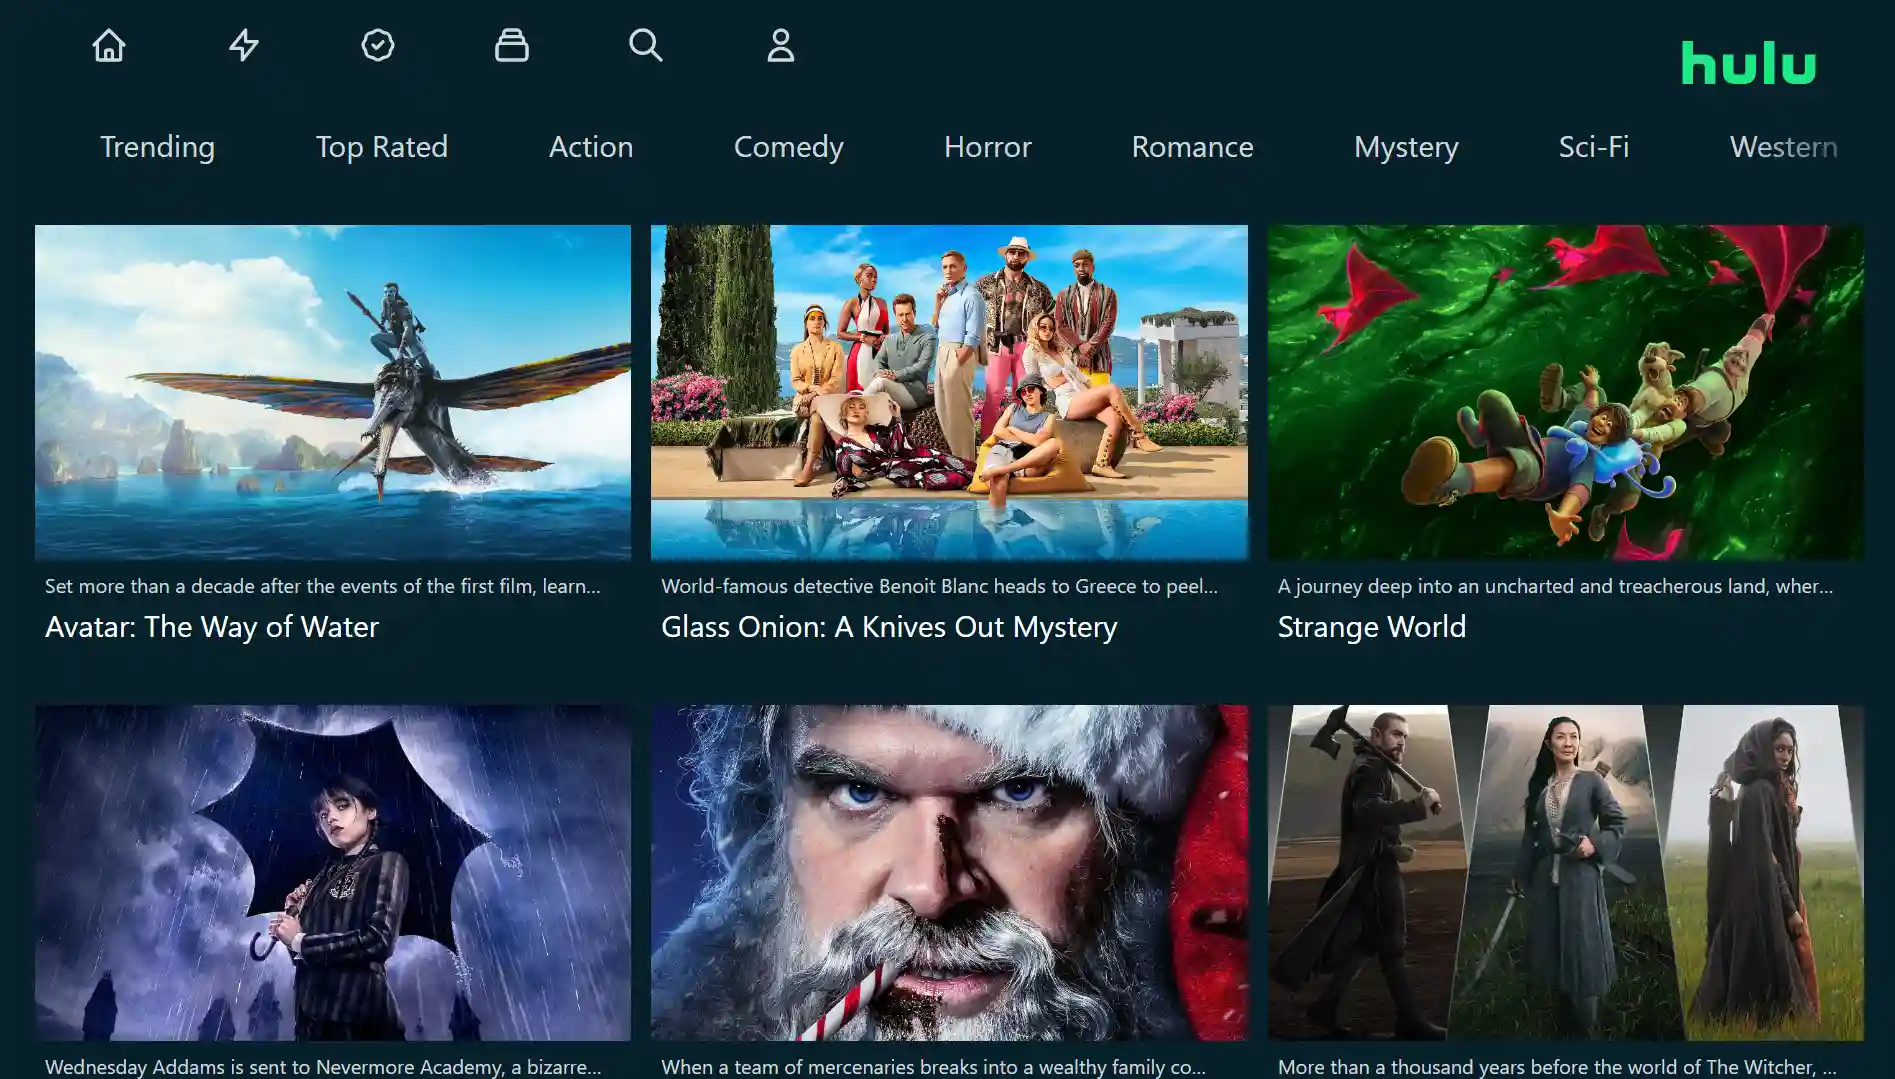 hulu
Trending Top Rated Action Comedy Horror Romance Mystery Sci-Fi Western
Set more than a decade after the events of the first film, learn...
Avatar: The Way of Water
World-famous detective Benoit Blanc heads to Greece to peel...
Glass Onion: A Knives Out Mystery
A journey deep into an uncharted and treacherous land, wher...
Strange World
Wednesday Addams is sent to Nevermore Academy, a bizarre...
When a team of mercenaries breaks into a wealthy family co...
More than a thousand years before the world of The Witcher, ...